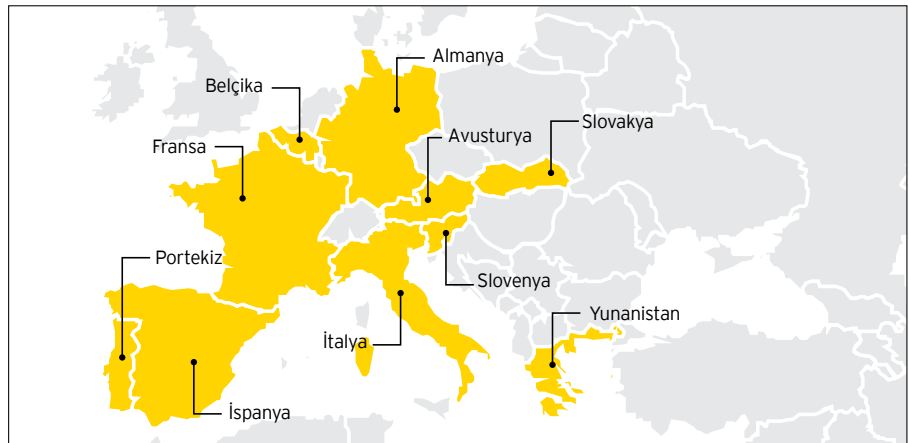 Almanya
Belçika
Slovakya
Avusturya
Fransa
Portekiz
Slovenya
Yunanistan
İtalya
İspanya